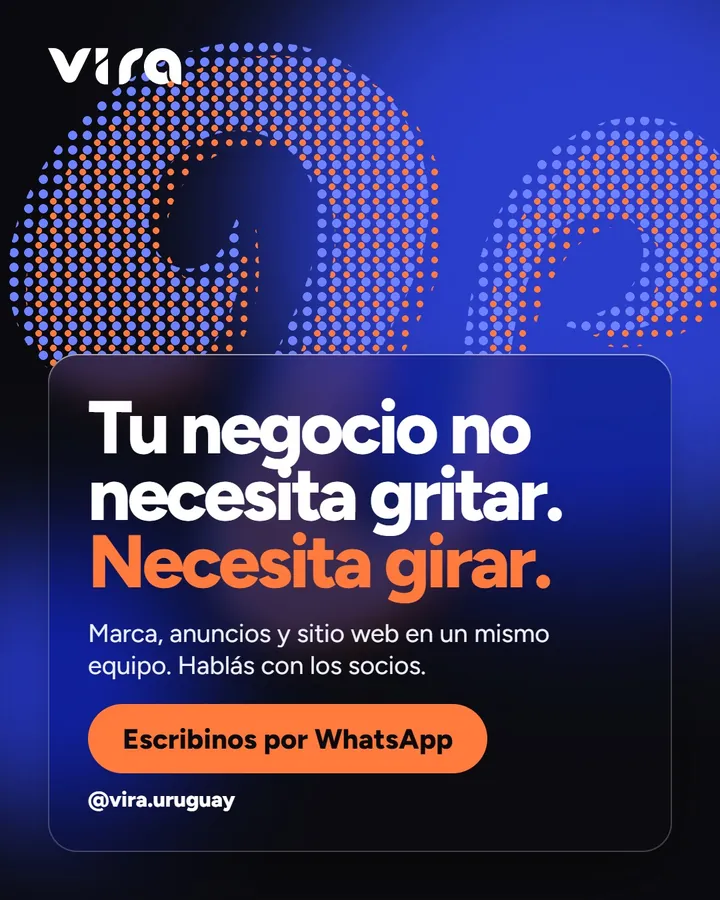 vira
Tu negocio no
necesita gritar.
Necesita girar.
Marca, anuncios y sitio web en un mismo
equipo. Hablás con los socios.
Escribinos por WhatsApp
@vira.uruguay